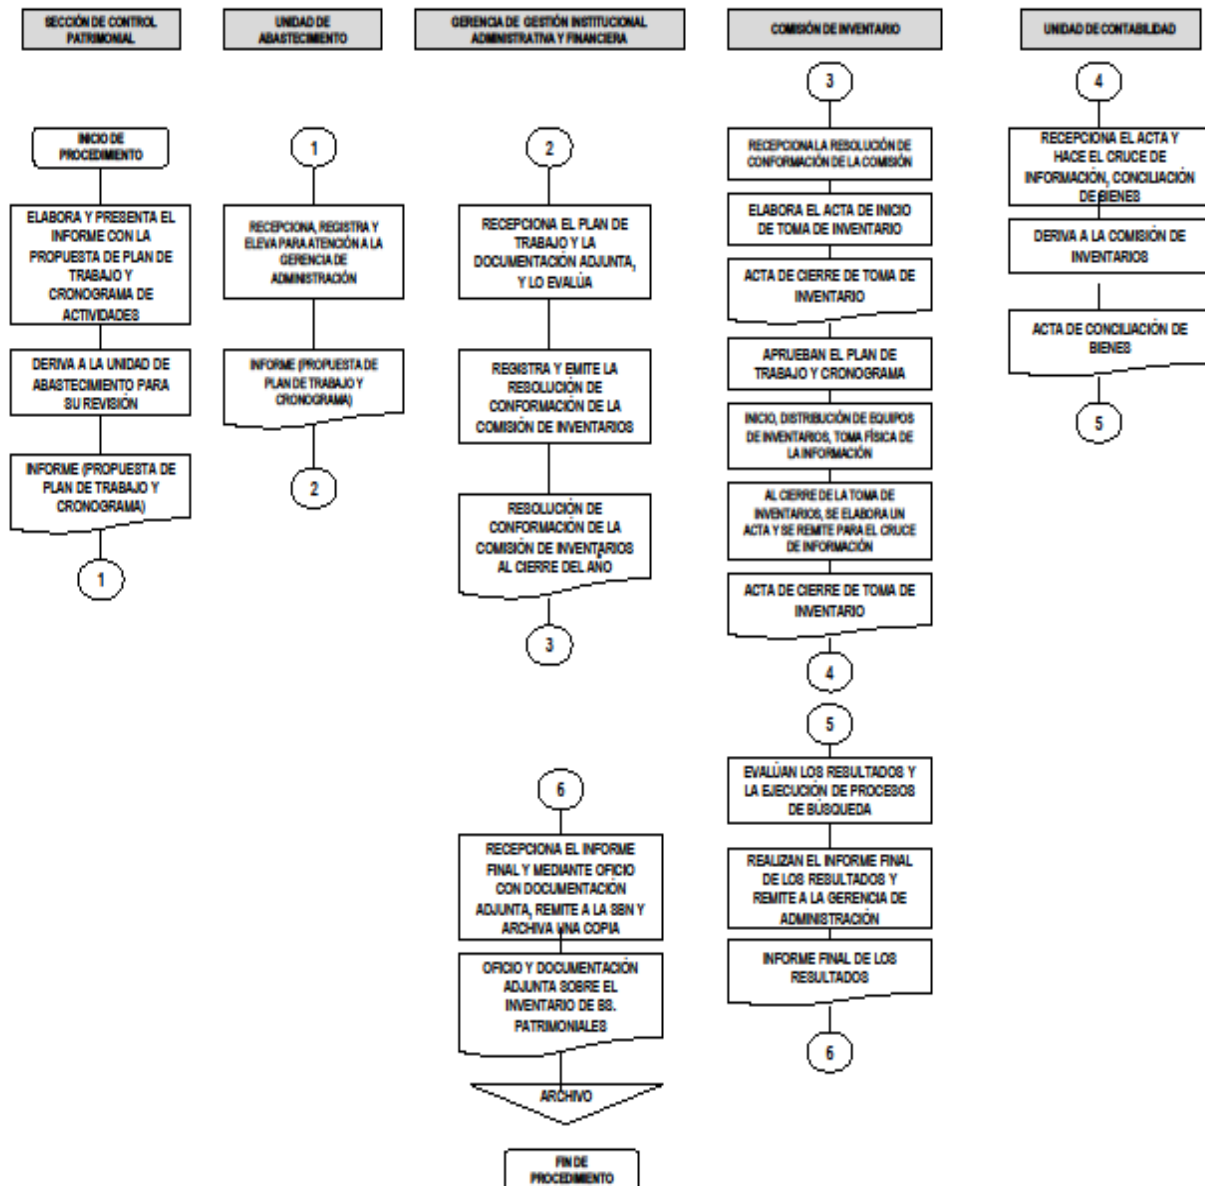 SECCIÓN DE CONTROL
PATRIMONIAL
UNIDAD DE
ABASTECIMIENTO
GERENCIA DE GESTIÓN INSTITUCIONAL
ADMINISTRATIVA Y FINANCIERA
COMISIÓN DE INVENTARIO
UNIDAD DE CONTABILIDAD
INICIO DE
PROCEDIMIENTO
ELABORA Y PRESENTA EL
INFORME CON LA
PROPUESTA DE PLAN DE
TRABAJO Y
CRONOGRAMA DE
ACTIVIDADES
DERIVA A LA UNIDAD DE
ABASTECIMIENTO PARA
SU REVISIÓN
INFORME (PROPUESTA DE
PLAN DE TRABAJO Y
CRONOGRAMA)
1
1
RECEPCIONA, REGISTRA Y
ELEVA PARA ATENCIÓN A LA
GERENCIA DE
ADMINISTRACIÓN
INFORME (PROPUESTA DE
PLAN DE TRABAJO Y
CRONOGRAMA)
2
2
RECEPCIONA EL PLAN DE
TRABAJO Y LA
DOCUMENTACIÓN ADJUNTA,
Y LO EVALÚA
REGISTRA Y EMITE LA
RESOLUCIÓN DE
CONFORMACIÓN DE LA
COMISIÓN DE INVENTARIOS
RESOLUCIÓN DE
CONFORMACIÓN DE LA
COMISIÓN DE INVENTARIOS
AL CIERRE DEL AÑO
3
3
RECEPCIONA LA RESOLUCIÓN DE
CONFORMACIÓN DE LA COMISIÓN
ELABORA EL ACTA DE INICIO
DE TOMA DE INVENTARIO
ACTA DE CIERRE DE TOMA DE
INVENTARIO
APRUEBAN EL PLAN DE
TRABAJO Y CRONOGRAMA
INICIO, DISTRIBUCIÓN DE EQUIPOS
DE INVENTARIOS, TOMA FÍSICA DE
LA INFORMACIÓN
AL CIERRE DE LA TOMA DE
INVENTARIOS, SE ELABORA UN
ACTA Y SE REMITE PARA EL CRUCE
DE INFORMACIÓN
ACTA DE CIERRE DE TOMA DE
INVENTARIO
4
4
RECEPCIONA EL ACTA Y
HACE EL CRUCE DE
INFORMACIÓN, CONCILIACIÓN
DE BIENES
DERIVA A LA COMISIÓN DE
INVENTARIOS
ACTA DE CONCILIACIÓN DE
BIENES
5
5
EVALÚAN LOS RESULTADOS Y
LA EJECUCIÓN DE PROCESOS
DE BÚSQUEDA
REALIZAN EL INFORME FINAL
DE LOS RESULTADOS Y
REMITE A LA GERENCIA DE
ADMINISTRACIÓN
INFORME FINAL DE LOS
RESULTADOS
6
6
RECEPCIONA EL INFORME
FINAL Y MEDIANTE OFICIO
CON DOCUMENTACIÓN
ADJUNTA, REMITE A LA SBN Y
ARCHIVA UNA COPIA
OFICIO Y DOCUMENTACIÓN
ADJUNTA SOBRE EL
INVENTARIO DE BS.
PATRIMONIALES
ARCHIVO
FIN DE
PROCEDIMIENTO